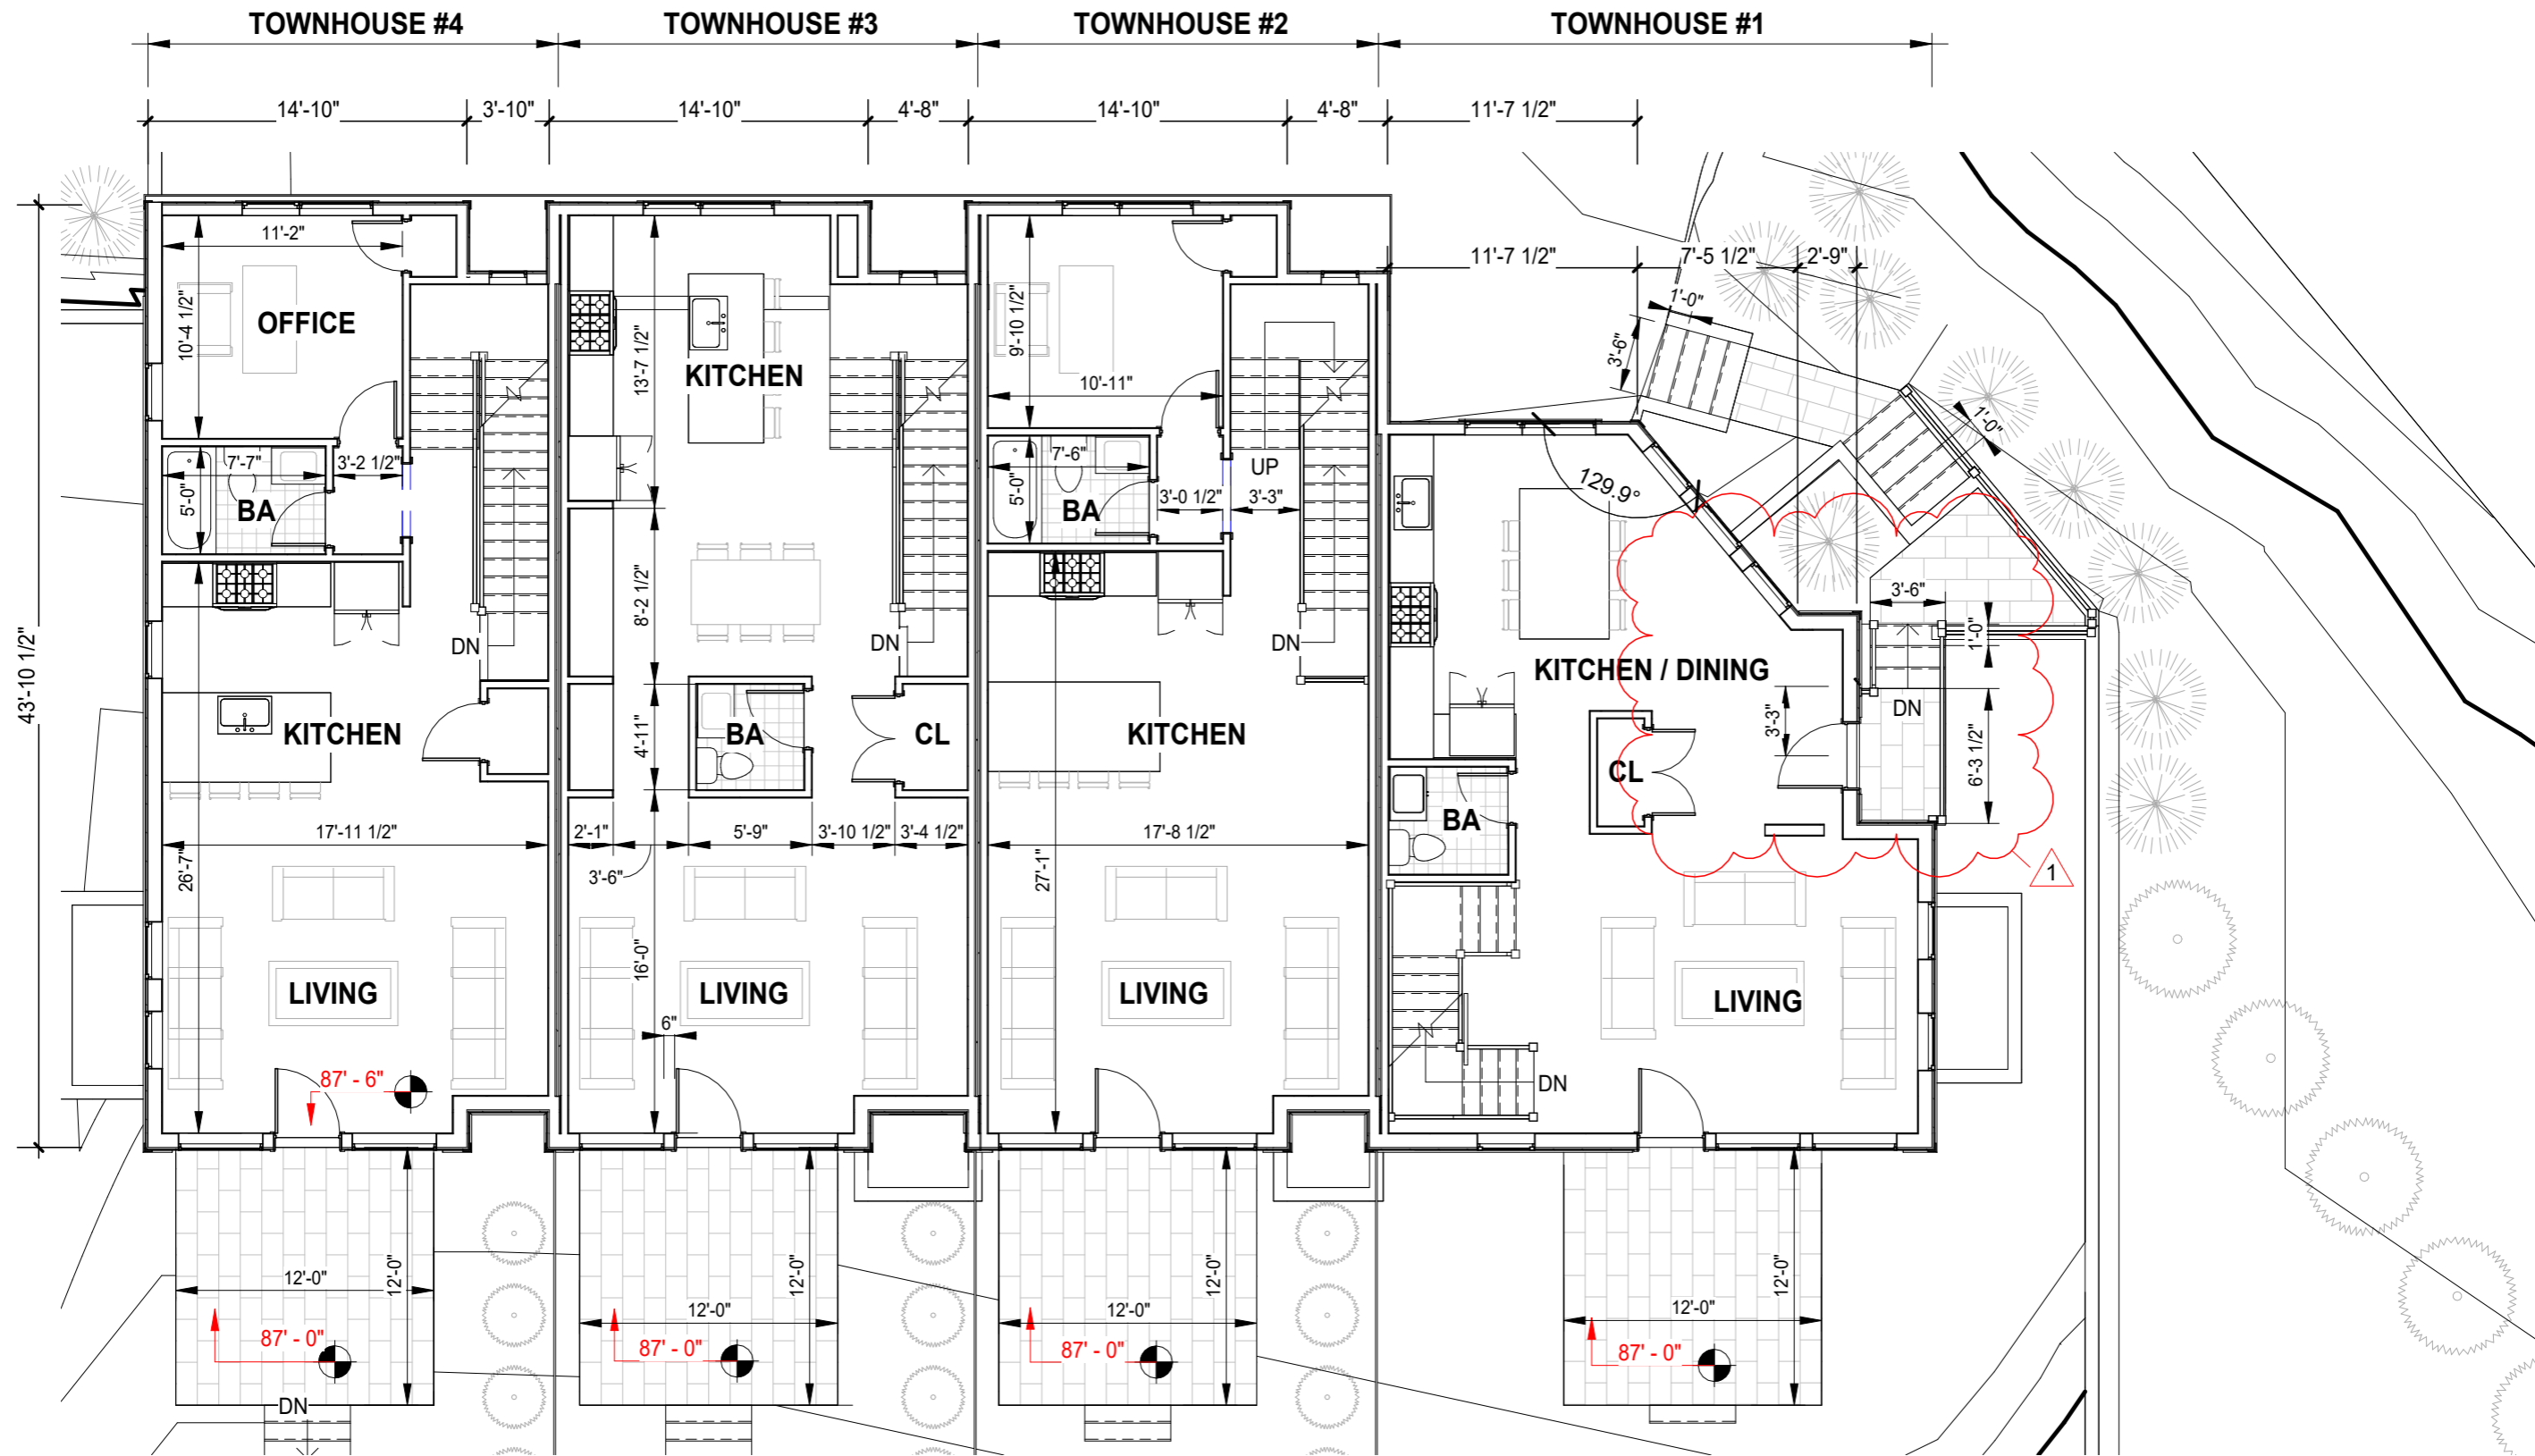 TOWNHOUSE #4 TOWNHOUSE #3 TOWNHOUSE #2 TOWNHOUSE #1
14'-10" 3'-10" 14'-10" 4'-8" 14'-10" 4'-8" 11'-7 1/2"
43'-10 1/2"
11'-2"
10'-4 1/2"
OFFICE
7'-7"
3'-2 1/2"
5'-0"
BA
DN
KITCHEN
17'-11 1/2"
26'-7"
LIVING
87' - 6"
12'-0"
12'-0"
87' - 0"
DN
13'-7 1/2"
KITCHEN
8'-2 1/2"
DN
4'-11"
BA
CL
2'-1"
5'-9"
3'-10 1/2"
3'-4 1/2"
3'-6"
16'-0"
LIVING
6"
12'-0"
12'-0"
87' - 0"
9'-10 1/2"
10'-11"
7'-6"
UP
5'-0"
BA
3'-0 1/2"
3'-3"
DN
KITCHEN
17'-8 1/2"
27'-1"
LIVING
12'-0"
12'-0"
87' - 0"
11'-7 1/2"
7'-5 1/2"
2'-9"
1'-0"
3'-6"
1'-0"
129.9°
3'-6"
1'-0"
KITCHEN / DINING
3'-3"
DN
6'-3 1/2"
CL
BA
1
LIVING
DN
12'-0"
12'-0"
87' - 0"